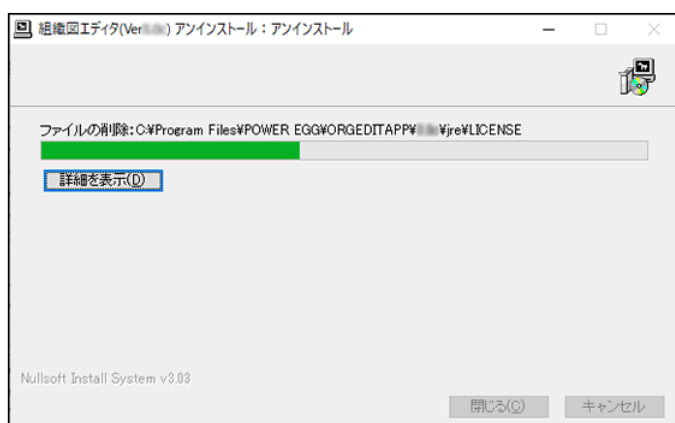 組織図エディタ(Ver ) アンインストール：アンインストール
ファイルの削除:C:¥Program Files¥POWER EGG¥ORGEDITAPP¥ ¥jre¥LICENSE
詳細を表示(D)
Nullsoft Install System v3.03
閉じる(C) キャンセル